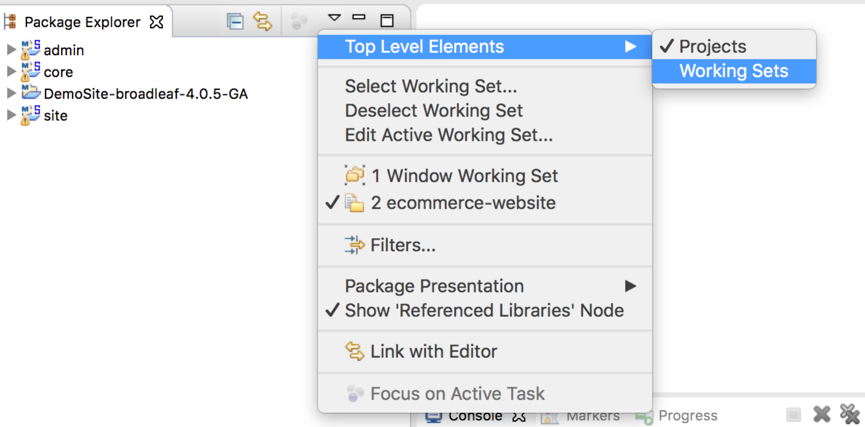 Package Explorer
admin
core
DemoSite-broadleaf-4.0.5-GA
site
Top Level Elements
Projects
Working Sets
Select Working Set...
Deselect Working Set
Edit Active Working Set...
1 Window Working Set
2 ecommerce-website
Filters...
Package Presentation
Show 'Referenced Libraries' Node
Link with Editor
Focus on Active Task
Console
Markers
Progress